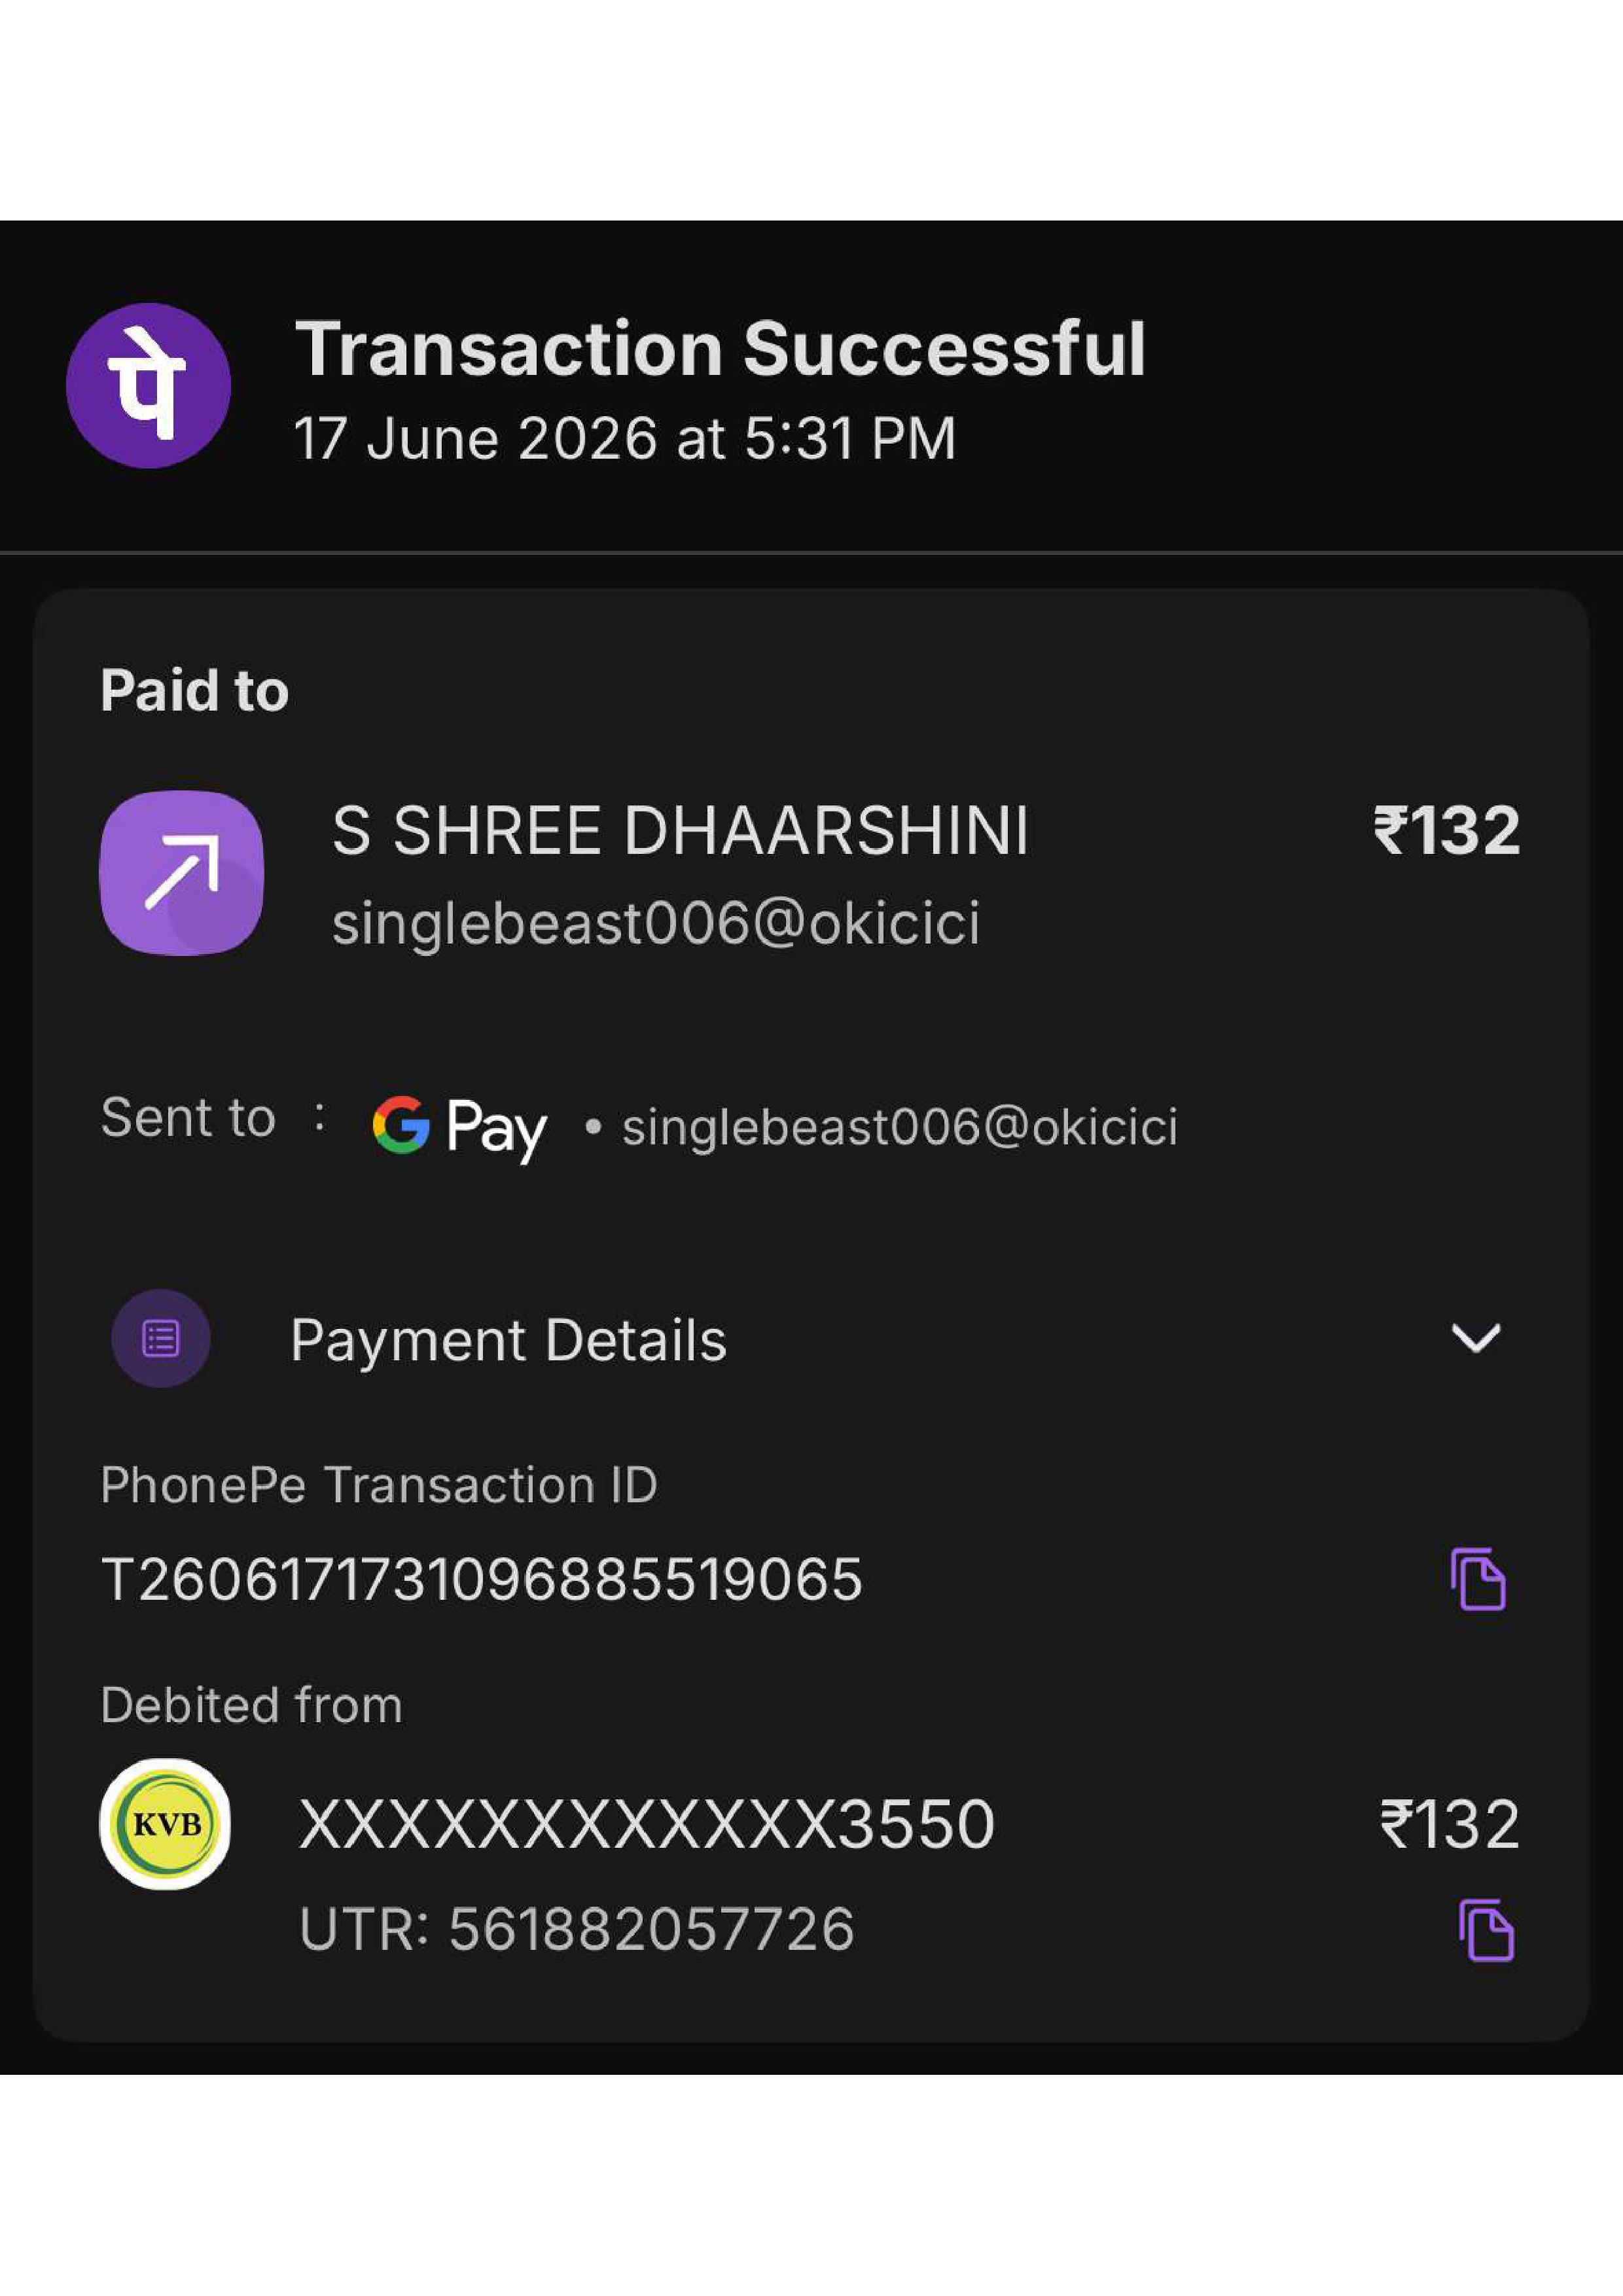 पे
Transaction Successful
17 June 2026 at 5:31 PM
Paid to
S SHREE DHAARSHINI
₹132
singlebeast006@okicici
Sent to : G Pay • singlebeast006@okicici
Payment Details
PhonePe Transaction ID
T2606171731096885519065
Debited from
KVB
XXXXXXXXXXXX3550
₹132
UTR: 561882057726